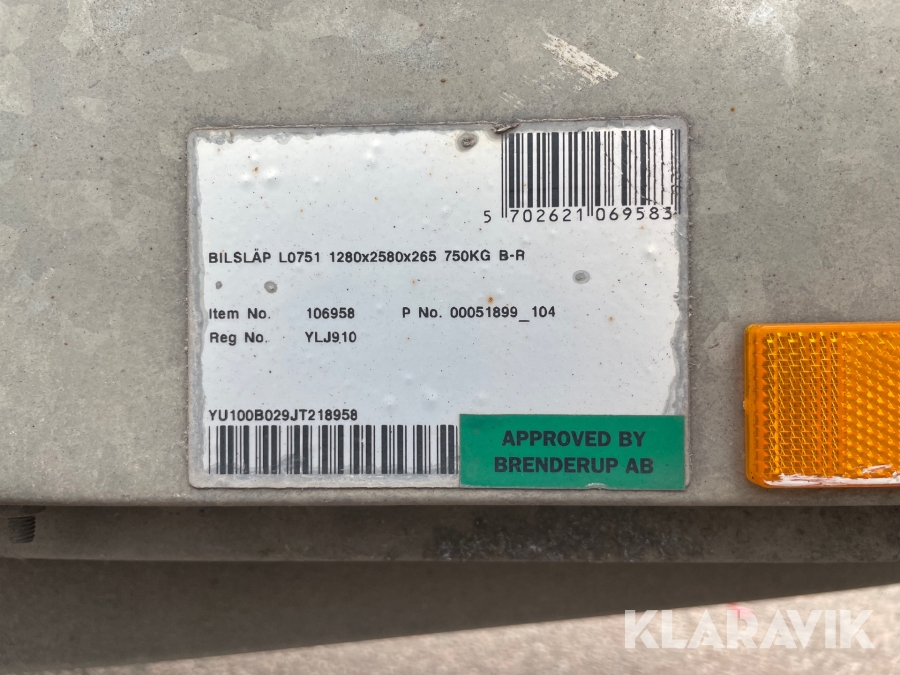 5 702621 069583
BILSLÄP L0751 1280x2580x265 750KG B-R
Item No. 106958 P No. 00051899_104
Reg No. YLJ910
YU100B029JT218958
APPROVED BY
BRENDERUP AB
KLARAVIK